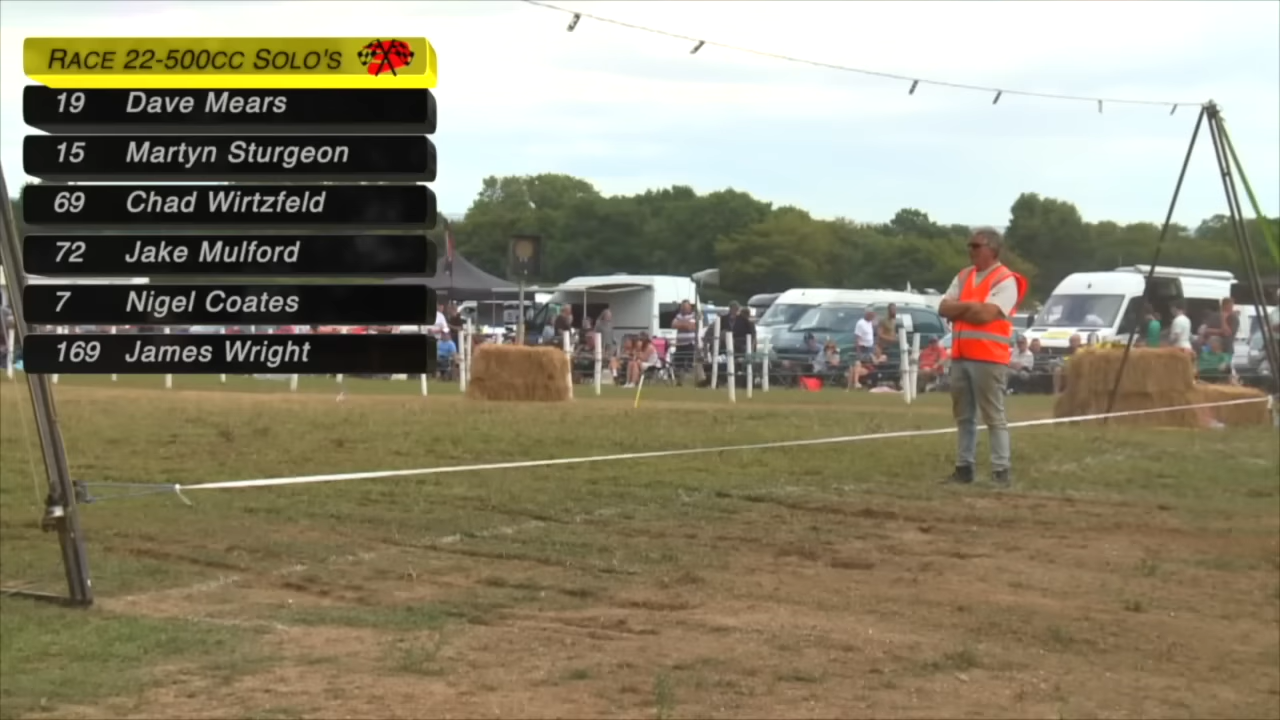 RACE 22-500CC SOLO'S
19 Dave Mears
15 Martyn Sturgeon
69 Chad Wirtzfeld
72 Jake Mulford
7 Nigel Coates
169 James Wright